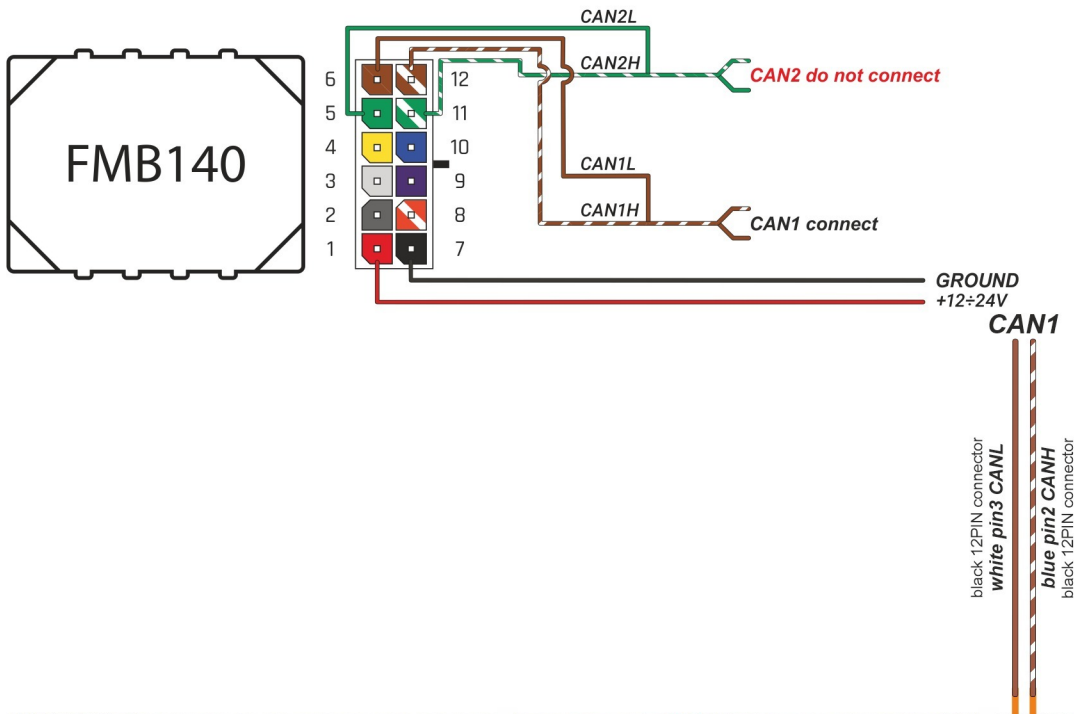 CAN2L
CAN2H
CAN2 do not connect
6
12
5
11
4
10
3
9
2
8
1
7
FMB140
CAN1L
CAN1H
CAN1 connect
GROUND
+12÷24V
CAN1
black 12PIN connector
white pin3 CANL
blue pin2 CANH
black 12PIN connector